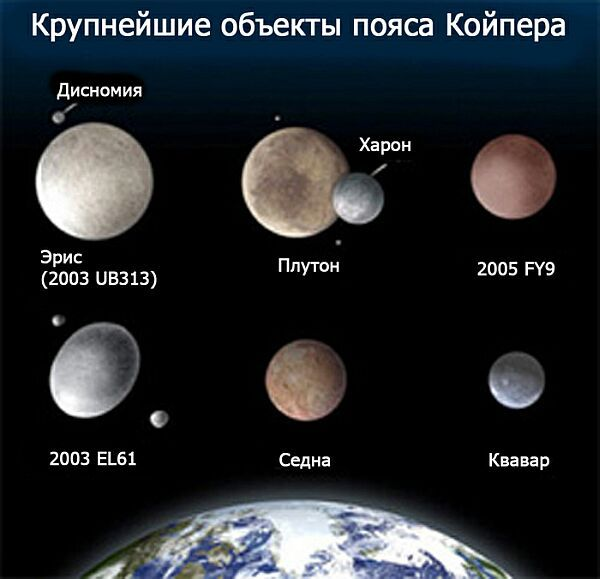 Крупнейшие объекты пояса Койпера
Дисномия
Харон
Эрис
(2003 UB313)
Плутон
2005 FY9
2003 EL61
Седна
Квавар